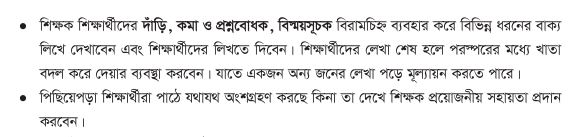 ● শিক্ষক শিক্ষার্থীদের দাঁড়ি, কমা ও প্রশ্নবোধক, বিস্ময়সূচক বিরামচিহ্ন ব্যবহার করে বিভিন্ন ধরনের বাক্য
লিখে দেখাবেন এবং শিক্ষার্থীদের লিখতে দিবেন। শিক্ষার্থীদের লেখা শেষ হলে পরস্পরের মধ্যে খাতা
বদল করে দেয়ার ব্যবস্থা করবেন। যাতে একজন অন্য জনের লেখা পড়ে মূল্যায়ন করতে পারে।
● পিছিয়েপড়া শিক্ষার্থীরা পাঠে যথাযথ অংশগ্রহণ করছে কিনা তা দেখে শিক্ষক প্রয়োজনীয় সহায়তা প্রদান
করবেন।